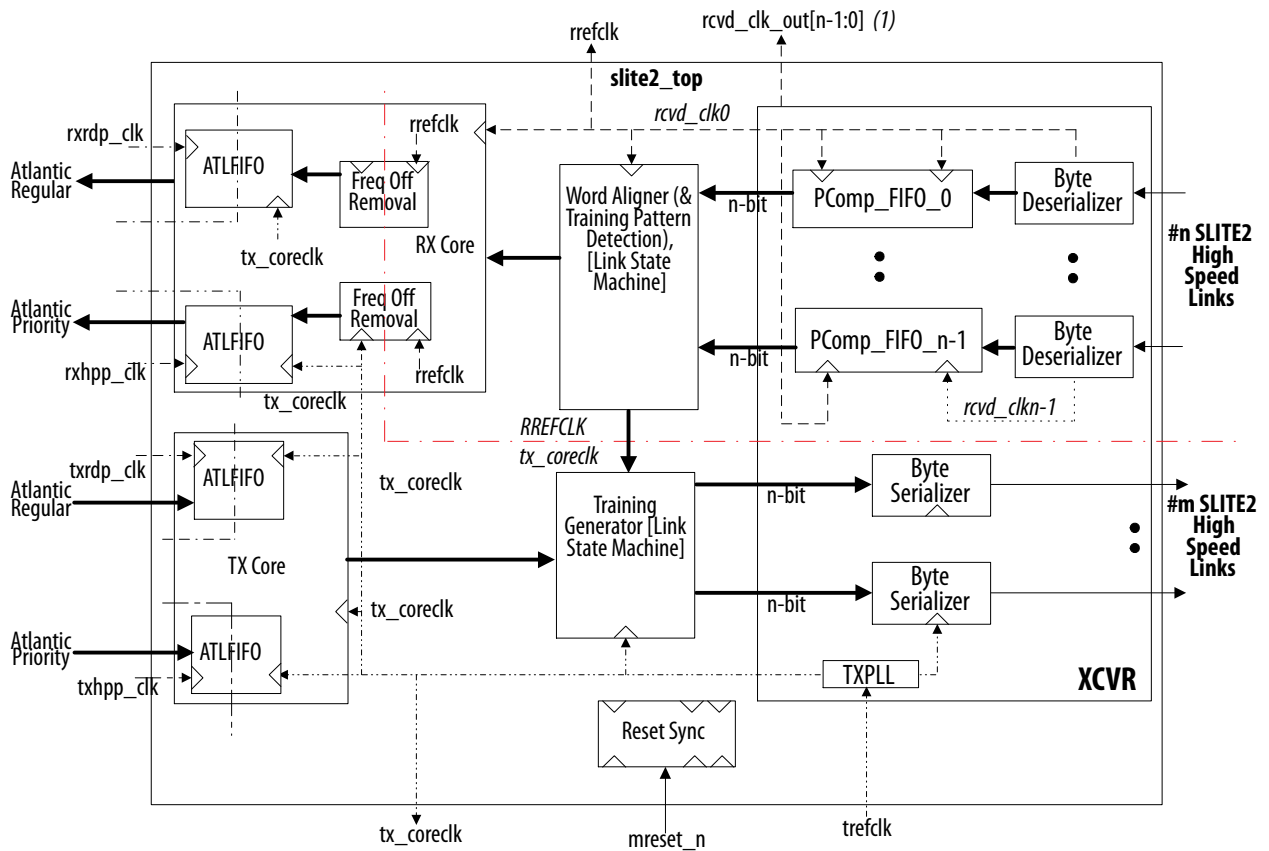 rrefclk
rcvd_clk_out[n-1:0] (1)
slite2_top
rcvd_clk0
rxrdp_clk
rrefclk
ATLFIFO
Atlantic
Regular
Freq Off
Removal
tx_coreclk
RX Core
Word Aligner (&
Training Pattern
Detection),
[Link State
Machine]
n-bit
PComp_FIFO_0
Byte
Deserializer
#n SLITE2
High
Speed
Links
Atlantic
Priority
ATLFIFO
Freq Off
Removal
rxhpp_clk
rrefclk
tx_coreclk
n-bit
PComp_FIFO_n-1
Byte
Deserializer
rcvd_clkn-1
RREFCLK
tx_coreclk
txrdp_clk
ATLFIFO
Atlantic
Regular
tx_coreclk
TX Core
Training
Generator [Link
State Machine]
n-bit
Byte
Serializer
#m SLITE2
High
Speed
Links
n-bit
Byte
Serializer
tx_coreclk
Atlantic
Priority
ATLFIFO
txhpp_clk
TXPLL
XCVR
Reset Sync
tx_coreclk
mreset_n
trefclk